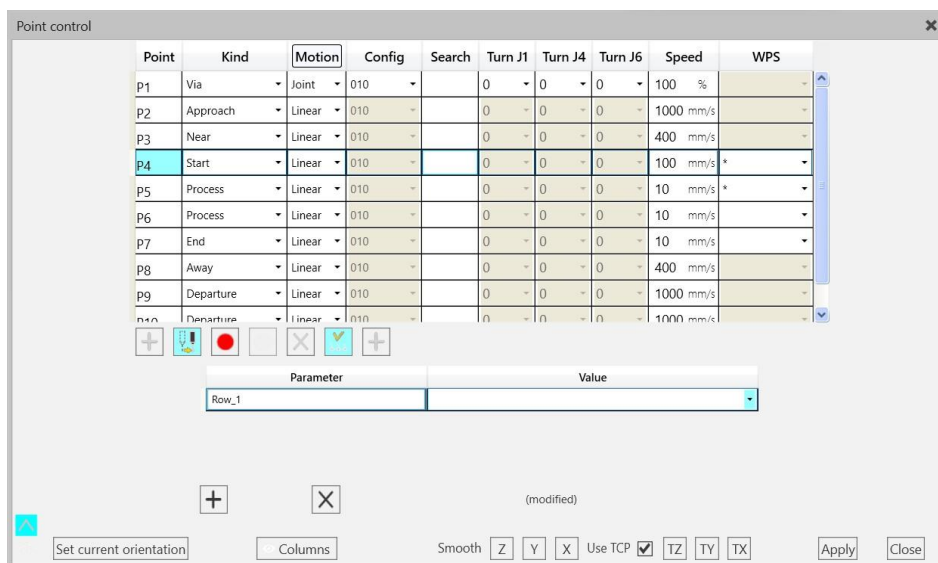 Point control
Point Kind Motion Config Search Turn J1 Turn J4 Turn J6 Speed WPS
P1 Via Joint 010 0 0 0 100 %
P2 Approach Linear 010 0 0 0 1000 mm/s
P3 Near Linear 010 0 0 0 400 mm/s
P4 Start Linear 010 0 0 0 100 mm/s *
P5 Process Linear 010 0 0 0 10 mm/s *
P6 Process Linear 010 0 0 0 10 mm/s
P7 End Linear 010 0 0 0 10 mm/s
P8 Away Linear 010 0 0 0 400 mm/s
P9 Departure Linear 010 0 0 0 1000 mm/s
P10 Departure Linear 010 0 0 0 1000 mm/s
Parameter Value
Row_1
(modified)
Set current orientation Columns Smooth Z Y X Use TCP TZ TY TX Apply Close